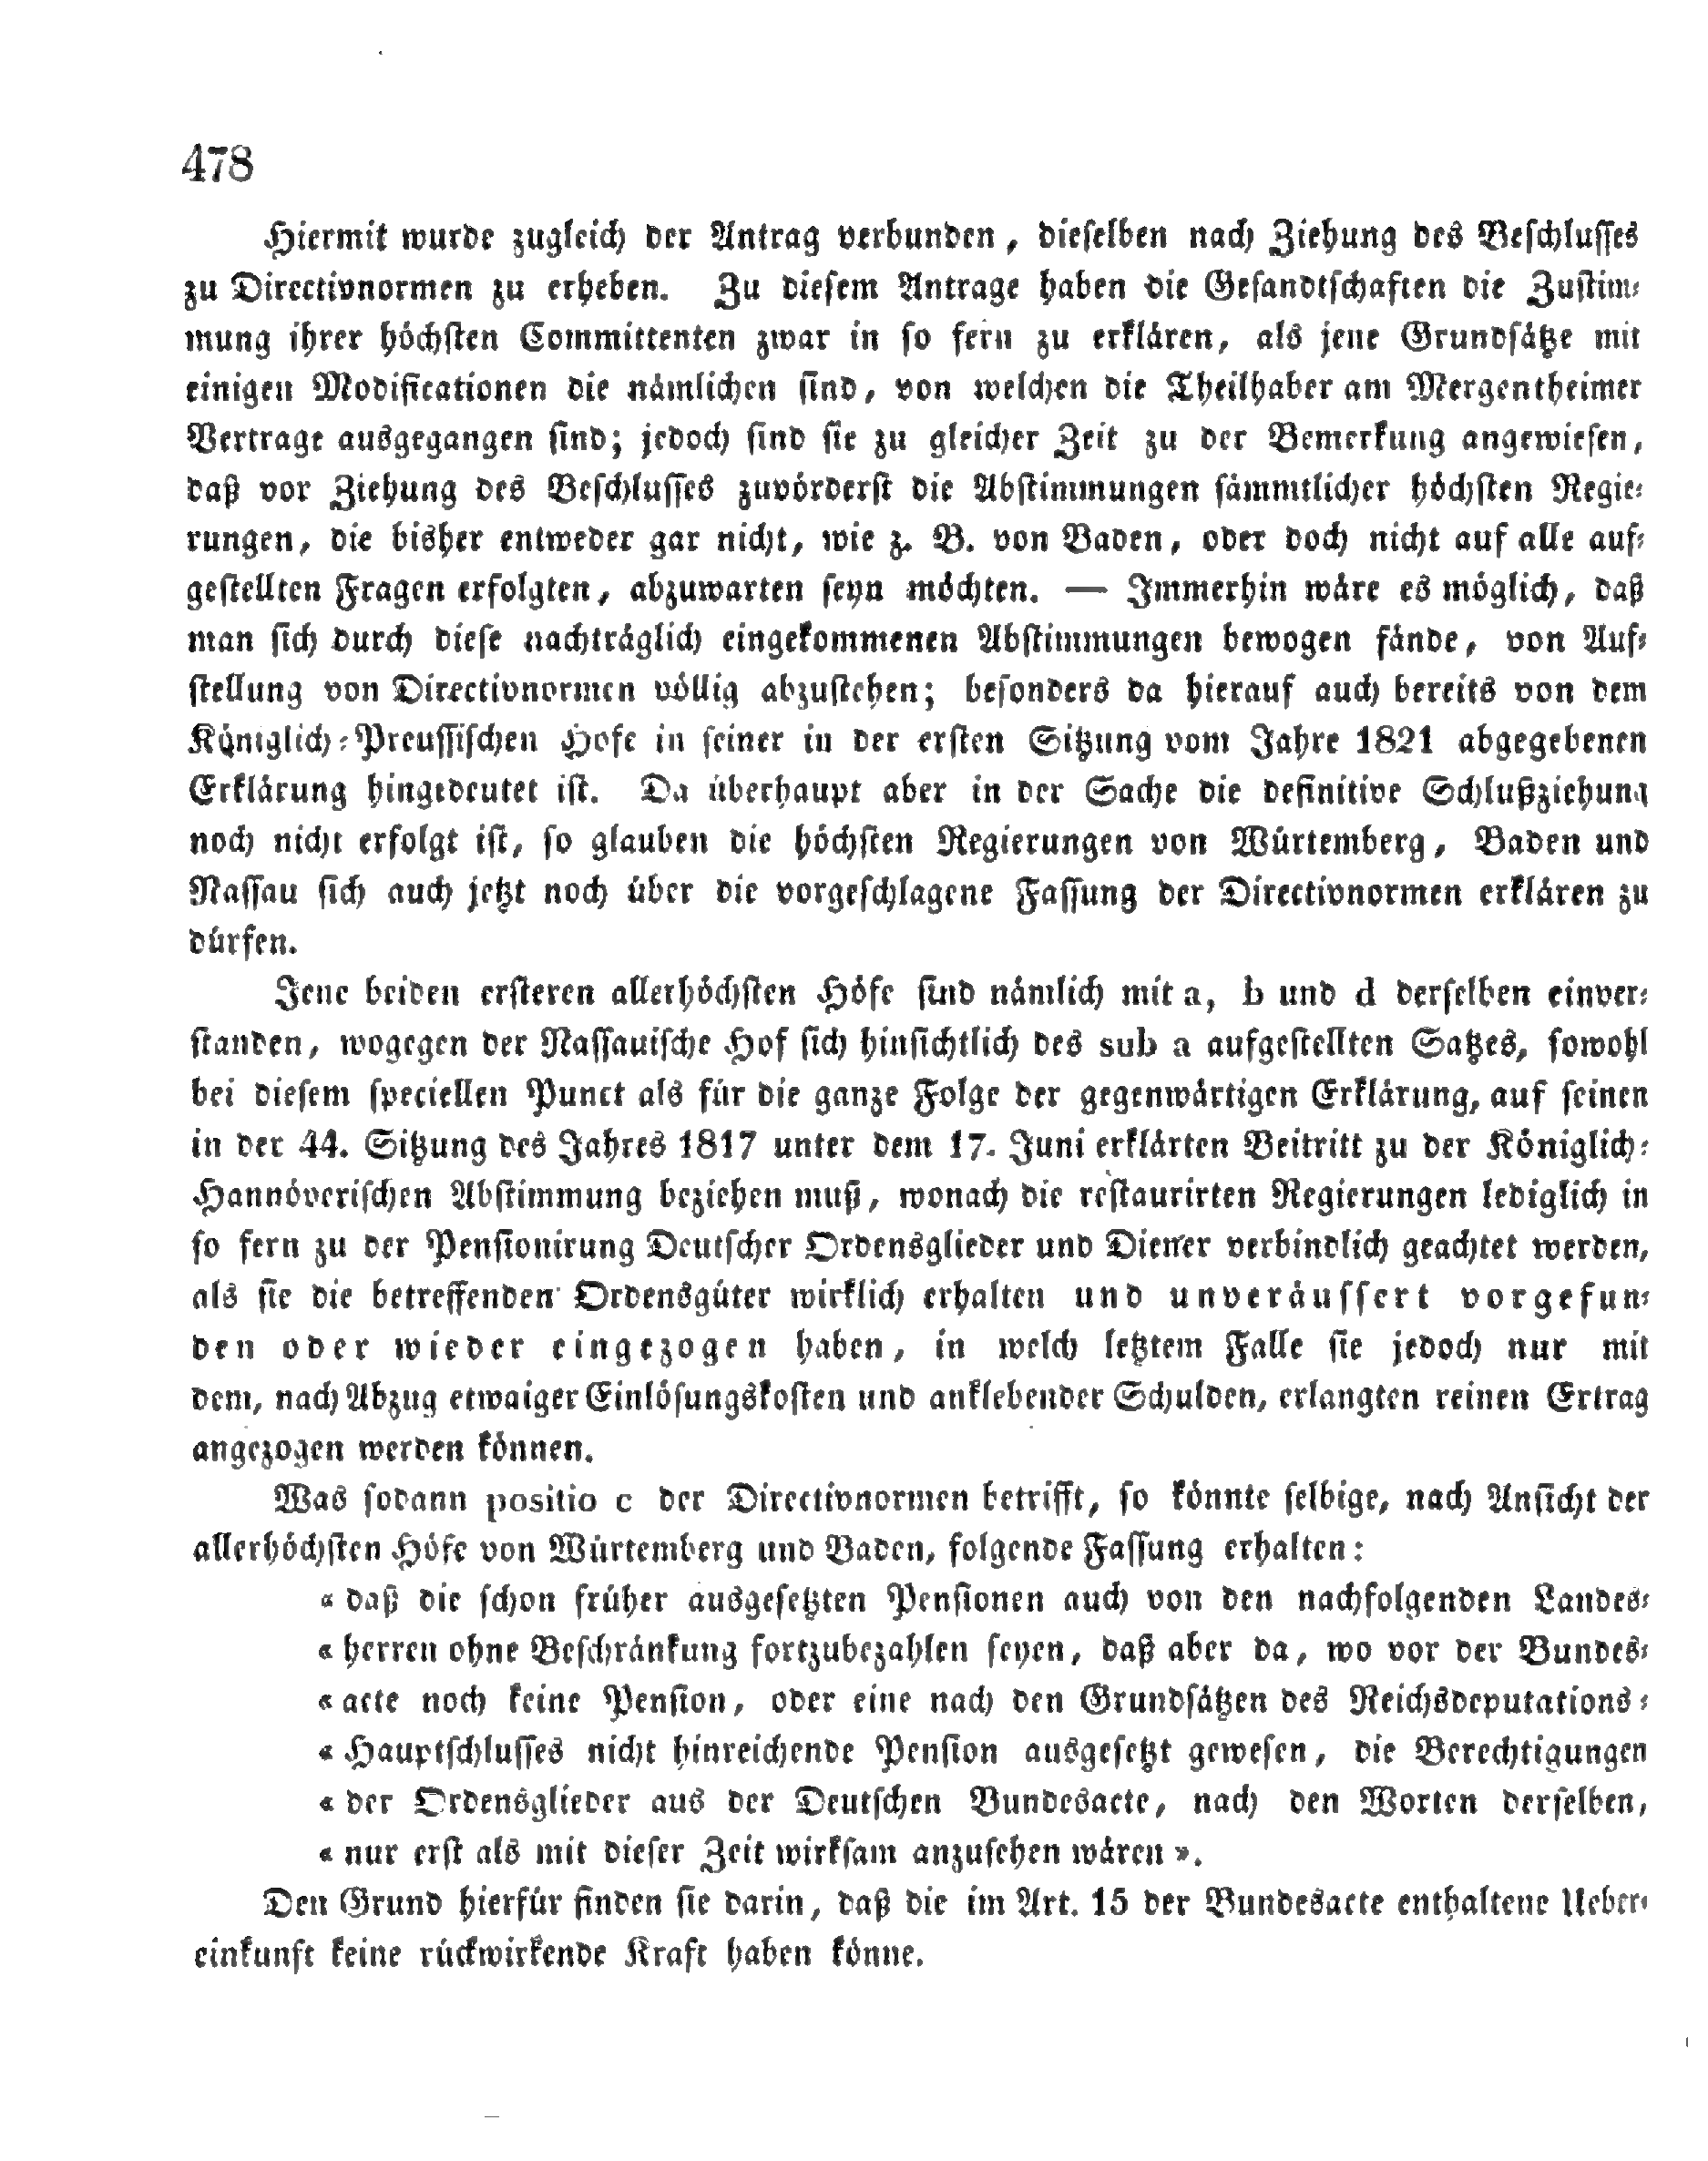 478
Hiermit wurde zugleich der Antrag verbunden, dieselben nach Ziehung des Beschlusses
zu Directivnormen zu erheben. Zu diesem Antrage haben die Gesandtschaften die Zustim-
mung ihrer höchsten Committenten zwar in so fern zu erklären, als jene Grundsätze mit
einigen Modificationen die nämlichen sind, von welchen die Theilhaber am Mergentheimer
Vertrage ausgegangen sind; jedoch sind sie zu gleicher Zeit zu der Bemerkung angewiesen,
daß vor Ziehung des Beschlusses zuvörderst die Abstimmungen sämmtlicher höchsten Regie-
rungen, die bisher entweder gar nicht, wie z. B. von Baden, oder doch nicht auf alle auf-
gestellten Fragen erfolgten, abzuwarten seyn möchten. — Immerhin wäre es möglich, daß
man sich durch diese nachträglich eingekommenen Abstimmungen bewogen fände, von Auf-
stellung von Directivnormen völlig abzustehen; besonders da hierauf auch bereits von dem
Königlich-Preussischen Hofe in seiner in der ersten Sitzung vom Jahre 1821 abgegebenen
Erklärung hingedeutet ist. Da überhaupt aber in der Sache die definitive Schlußziehung
noch nicht erfolgt ist, so glauben die höchsten Regierungen von Würtemberg, Baden und
Nassau sich auch jetzt noch über die vorgeschlagene Fassung der Directivnormen erklären zu
dürfen.
Jene beiden ersteren allerhöchsten Höfe sind nämlich mit a, b und d derselben einver-
standen, wogegen der Nassauische Hof sich hinsichtlich des sub a aufgestellten Satzes, sowohl
bei diesem speciellen Punct als für die ganze Folge der gegenwärtigen Erklärung, auf seinen
in der 44. Sitzung des Jahres 1817 unter dem 17. Juni erklärten Beitritt zu der Königlich-
Hannöverischen Abstimmung beziehen muß, wonach die restaurirten Regierungen lediglich in
so fern zu der Pensionirung Deutscher Ordensglieder und Diener verbindlich geachtet werden,
als sie die betreffenden Ordensgüter wirklich erhalten und unveräussert vorgefun-
den oder wieder eingezogen haben, in welch letztem Falle sie jedoch nur mit
dem, nach Abzug etwaiger Einlösungskosten und anklebender Schulden, erlangten reinen Ertrag
angezogen werden können.
Was sodann positio c der Directivnormen betrifft, so könnte selbige, nach Ansicht der
allerhöchsten Höfe von Würtemberg und Baden, folgende Fassung erhalten:
« daß die schon früher ausgesetzten Pensionen auch von den nachfolgenden Landes-
« herren ohne Beschränkung fortzubezahlen seyen, daß aber da, wo vor der Bundes-
« acte noch keine Pension, oder eine nach den Grundsätzen des Reichsdeputations-
« Hauptschlusses nicht hinreichende Pension ausgesetzt gewesen, die Berechtigungen
« der Ordensglieder aus der Deutschen Bundesacte, nach den Worten derselben,
« nur erst als mit dieser Zeit wirksam anzusehen wären ».
Den Grund hierfür finden sie darin, daß die im Art. 15 der Bundesacte enthaltene Ueber-
einkunft keine rückwirkende Kraft haben könne.